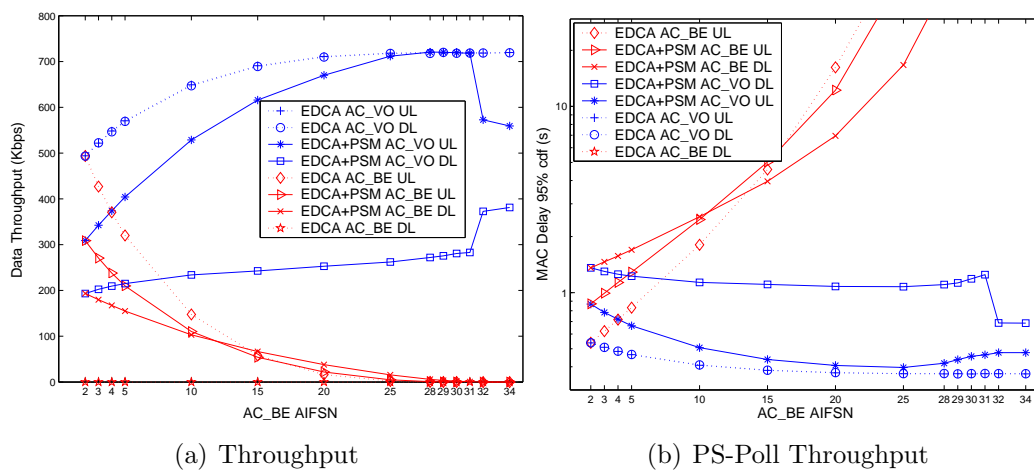 800
700
600
500
400
300
200
100
0
Data Throughput (Kbps)
EDCA AC_VO UL
EDCA AC_VO DL
EDCA+PSM AC_VO UL
EDCA+PSM AC_VO DL
EDCA AC_BE UL
EDCA+PSM AC_BE UL
EDCA+PSM AC_BE DL
EDCA AC_BE DL
2 3 4 5 10 15 20 25 28 29 30 31 32 34
AC_BE AIFSN
(a) Throughput
10
1
MAC Delay 95% cdf (s)
EDCA AC_BE UL
EDCA+PSM AC_BE UL
EDCA+PSM AC_BE DL
EDCA+PSM AC_VO DL
EDCA+PSM AC_VO UL
EDCA AC_VO UL
EDCA AC_VO DL
EDCA AC_BE DL
2 3 4 5 10 15 20 25 28 29 30 31 32 34
AC_BE AIFSN
(b) PS-Poll Throughput